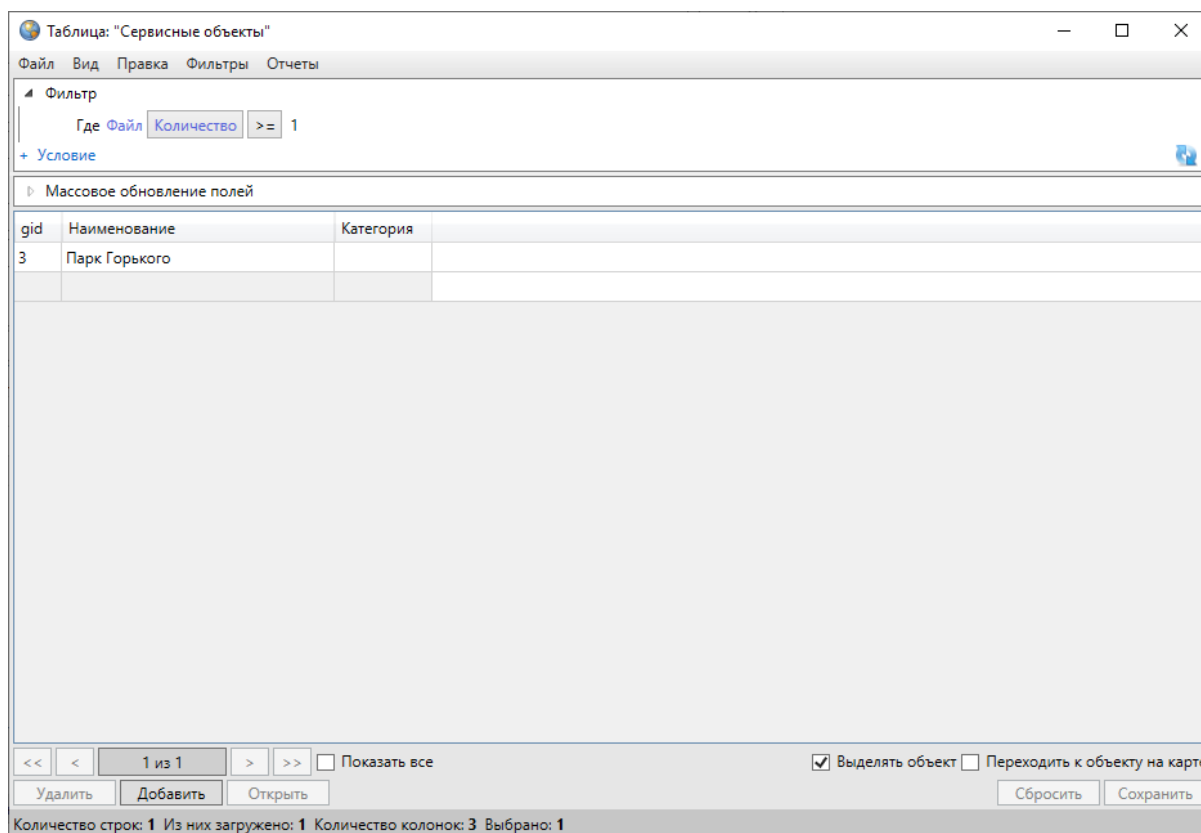 Таблица: "Сервисные объекты"
Файл Вид Правка Фильтры Отчеты
Фильтр
Где Файл Количество >= 1
+ Условие
Массовое обновление полей
gid Наименование Категория
3 Парк Горького
<< < 1 из 1 > >> Показать все Выделять объект Переходить к объекту на карте
Удалить Добавить Открыть Сбросить Сохранить
Количество строк: 1 Из них загружено: 1 Количество колонок: 3 Выбрано: 1